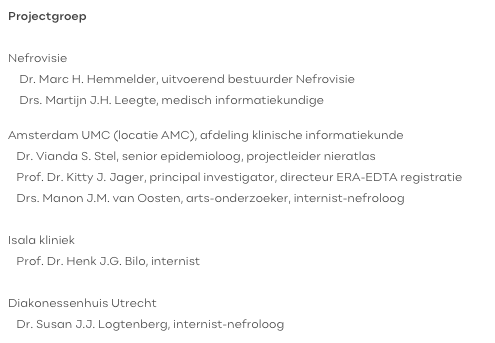 Projectgroep
Nefrovisie
Dr. Marc H. Hemmelder, uitvoerend bestuurder Nefrovisie
Drs. Martijn J.H. Leegte, medisch informatiekundige
Amsterdam UMC (locatie AMC), afdeling klinische informatiekunde
Dr. Vianda S. Stel, senior epidemioloog, projectleider nieratlas
Prof. Dr. Kitty J. Jager, principal investigator, directeur ERA-EDTA registratie
Drs. Manon J.M. van Oosten, arts-onderzoeker, internist-nefroloog
Isala kliniek
Prof. Dr. Henk J.G. Bilo, internist
Diakonessenhuis Utrecht
Dr. Susan J.J. Logtenberg, internist-nefroloog